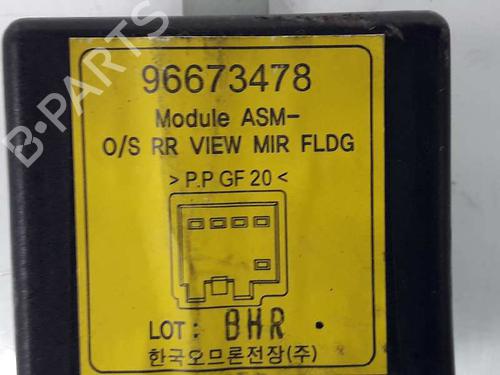 96673478
Module ASM-
O/S RR VIEW MIR FLDG
> P.P GF 20 <
LOT : BHR .
한국오므론전장(주)
B-PARTS